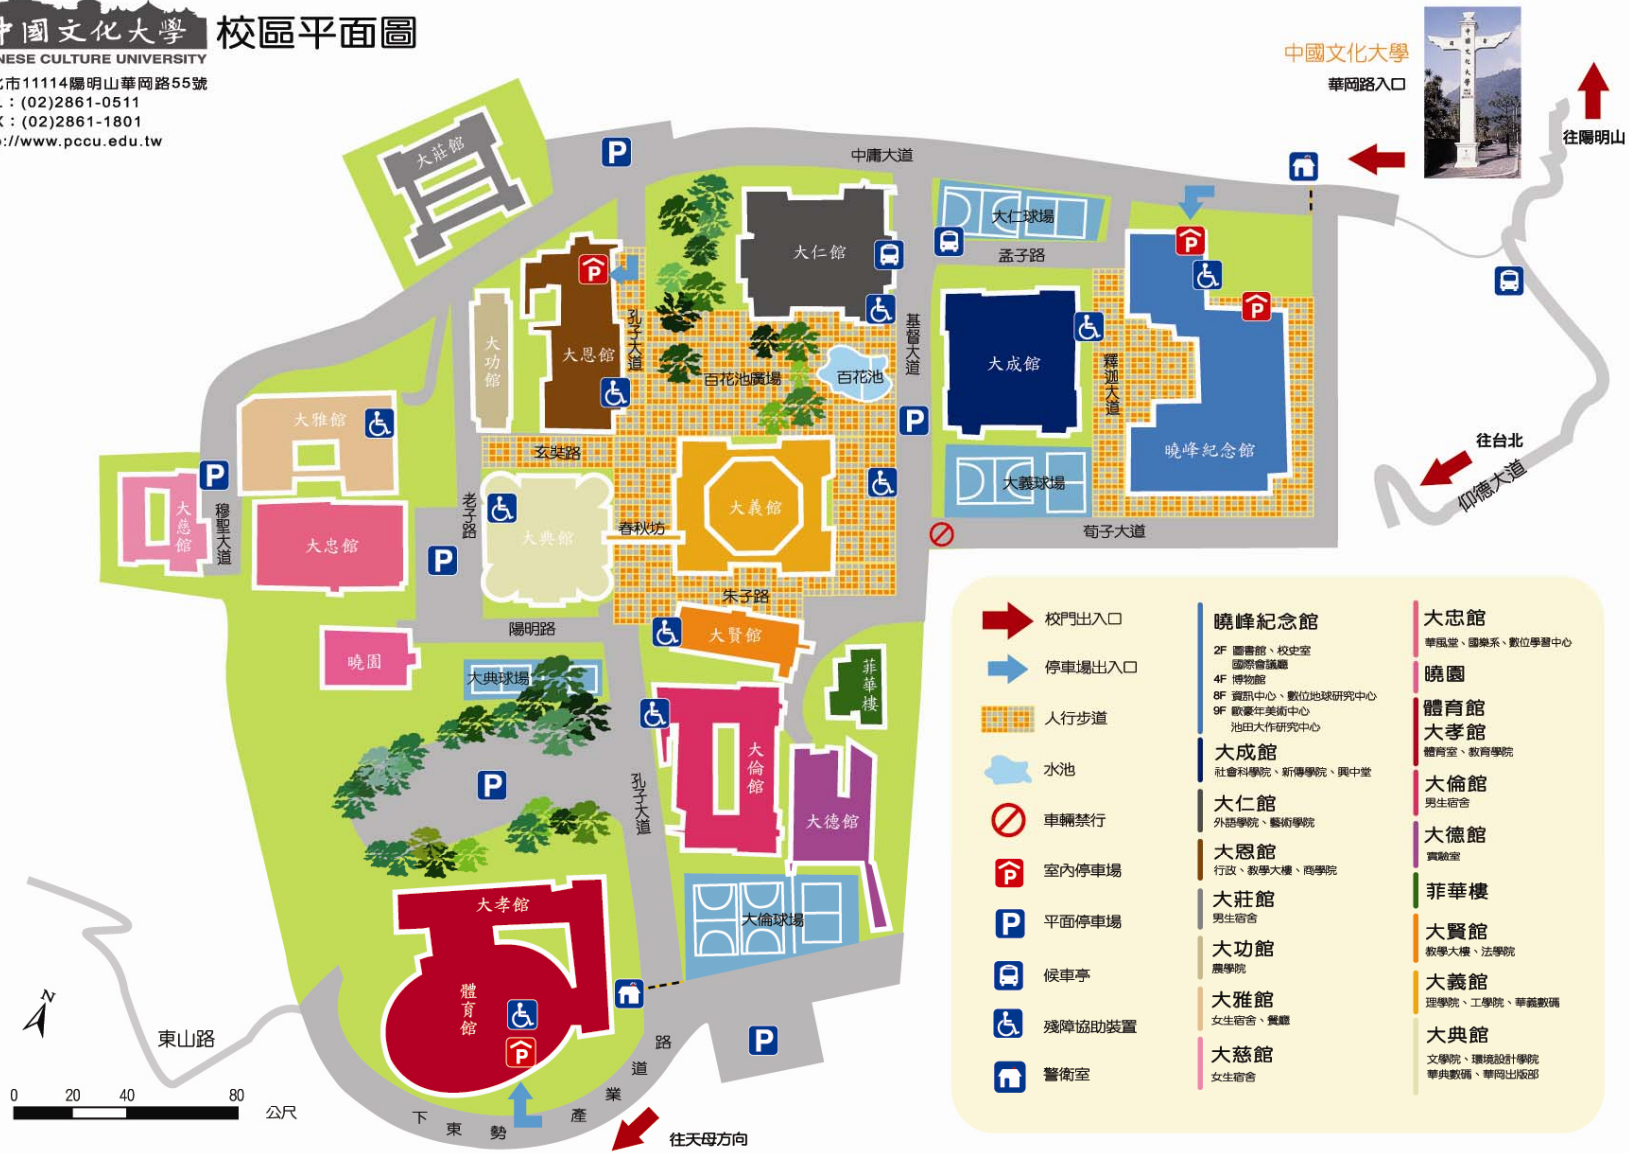 中國文化大學 校區平面圖
NESE CULTURE UNIVERSITY
市11114陽明山華岡路55號
：(02)2861-0511
：(02)2861-1801
://www.pccu.edu.tw
中國文化大學
華岡路入口
往陽明山
中庸大道
大莊館
大仁球場
大仁館
孟子路
孔子大道
基督大道
大功館
大恩館
百花池廣場
百花池
大成館
釋迦大道
曉峰紀念館
大雅館
玄奘路
往台北
仰德大道
大慈館
穆聖大道
大忠館
老子路
大典館
春秋坊
大義館
大義球場
荀子大道
朱子路
陽明路
大賢館
曉園
大典球場
菲華樓
大倫館
孔子大道
大德館
大孝館
大倫球場
體育館
N
東山路
0 20 40 80 公尺
下東勢產業道路
往天母方向
校門出入口
停車場出入口
人行步道
水池
車輛禁行
室內停車場
平面停車場
候車亭
殘障協助裝置
警衛室
曉峰紀念館
2F 圖書館、校史室
國際會議廳
4F 博物館
8F 資訊中心、數位地球研究中心
9F 歐豪年美術中心
池田大作研究中心
大成館
社會科學院、新傳學院、興中堂
大仁館
外語學院、藝術學院
大恩館
行政、教學大樓、商學院
大莊館
男生宿舍
大功館
農學院
大雅館
女生宿舍、餐廳
大慈館
女生宿舍
大忠館
華風堂、國樂系、數位學習中心
曉園
體育館
大孝館
體育室、教育學院
大倫館
男生宿舍
大德館
實驗室
菲華樓
大賢館
教學大樓、法學院
大義館
理學院、工學院、華義數碼
大典館
文學院、環境設計學院
華典數碼、華岡出版部